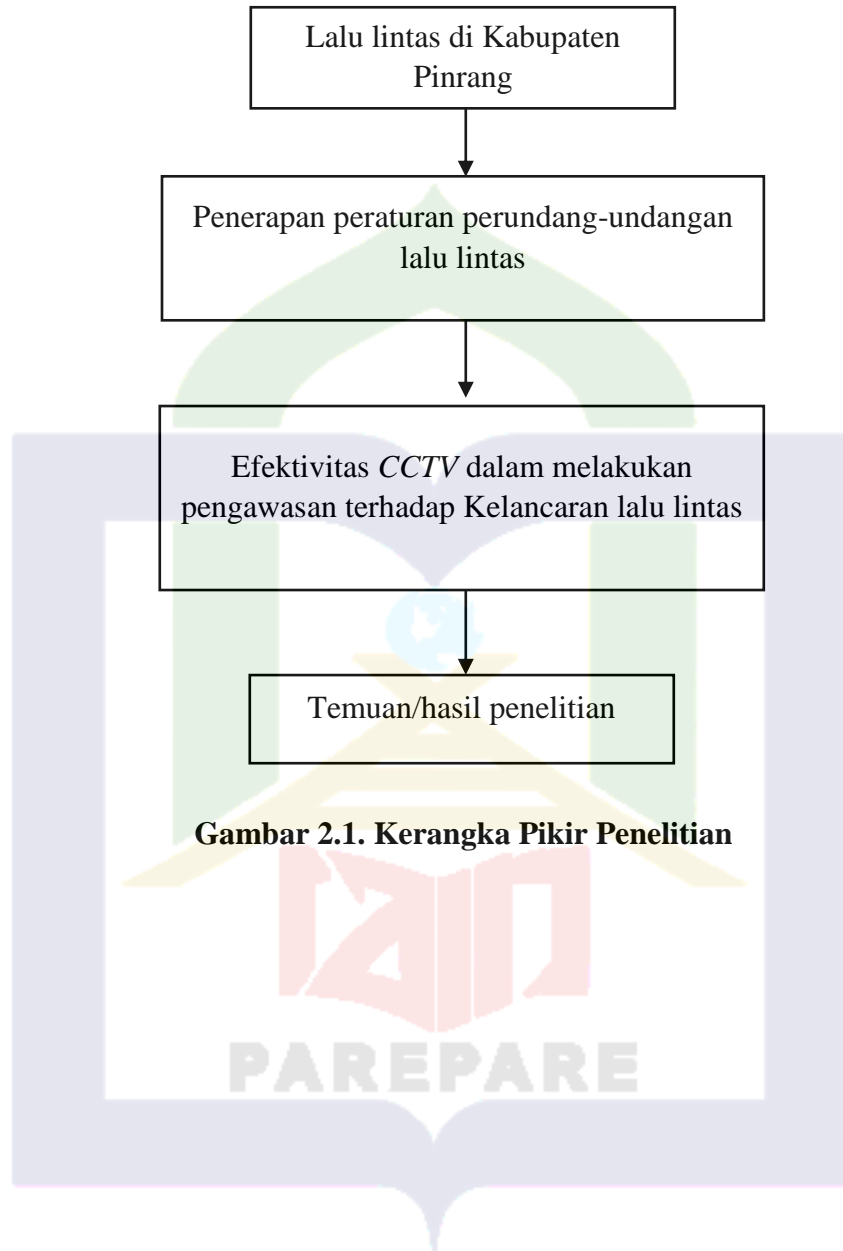 Lalu lintas di Kabupaten
Pinrang
Penerapan peraturan perundang-undangan
lalu lintas
Efektivitas CCTV dalam melakukan
pengawasan terhadap Kelancaran lalu lintas
Temuan/hasil penelitian
Gambar 2.1. Kerangka Pikir Penelitian
iain
PAREPARE